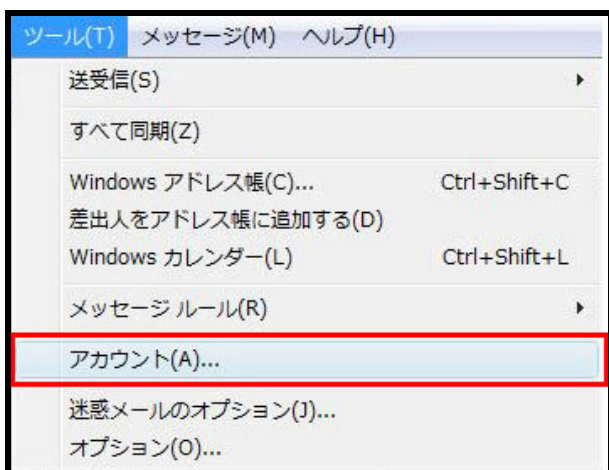 ツール(T) メッセージ(M) ヘルプ(H)
送受信(S)
すべて同期(Z)
Windows アドレス帳(C)... Ctrl+Shift+C
差出人をアドレス帳に追加する(D)
Windows カレンダー(L) Ctrl+Shift+L
メッセージ ルール(R)
アカウント(A)...
迷惑メールのオプション(J)...
オプション(O)...